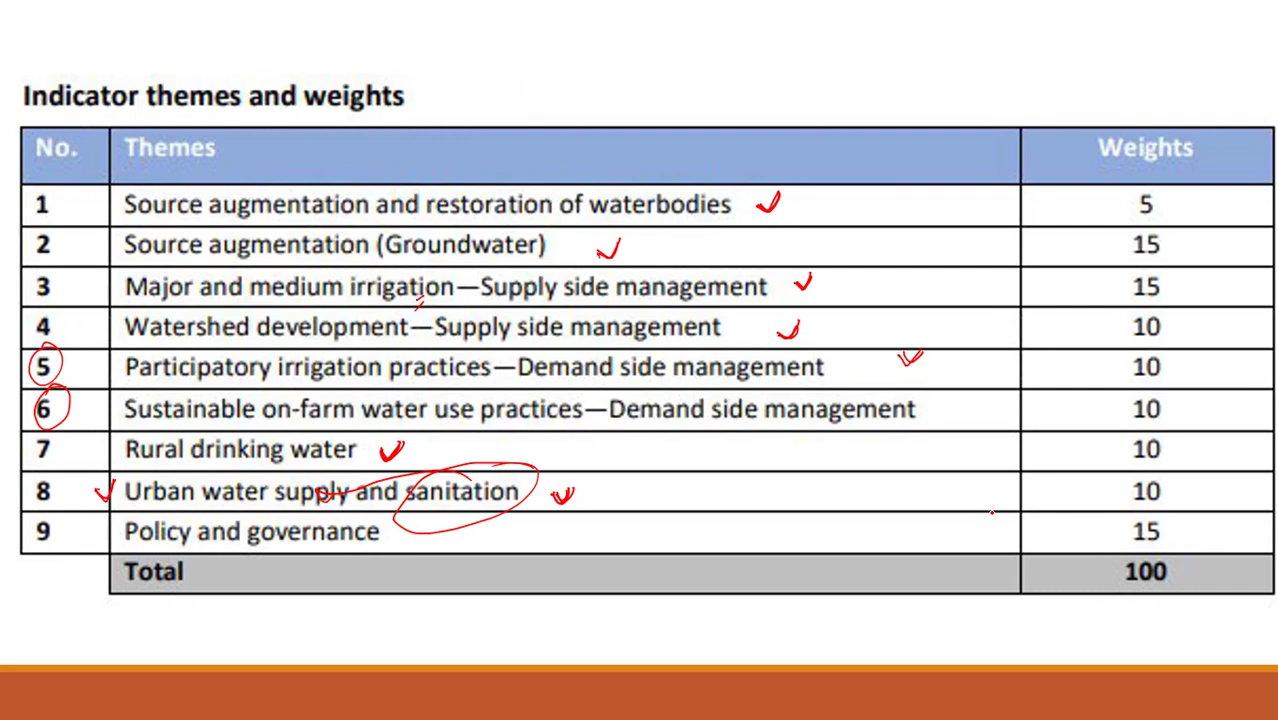 Indicator themes and weights
No. Themes Weights
1 Source augmentation and restoration of waterbodies 5
2 Source augmentation (Groundwater) 15
3 Major and medium irrigation—Supply side management 15
4 Watershed development—Supply side management 10
5 Participatory irrigation practices—Demand side management 10
6 Sustainable on-farm water use practices—Demand side management 10
7 Rural drinking water 10
8 Urban water supply and sanitation 10
9 Policy and governance 15
Total 100